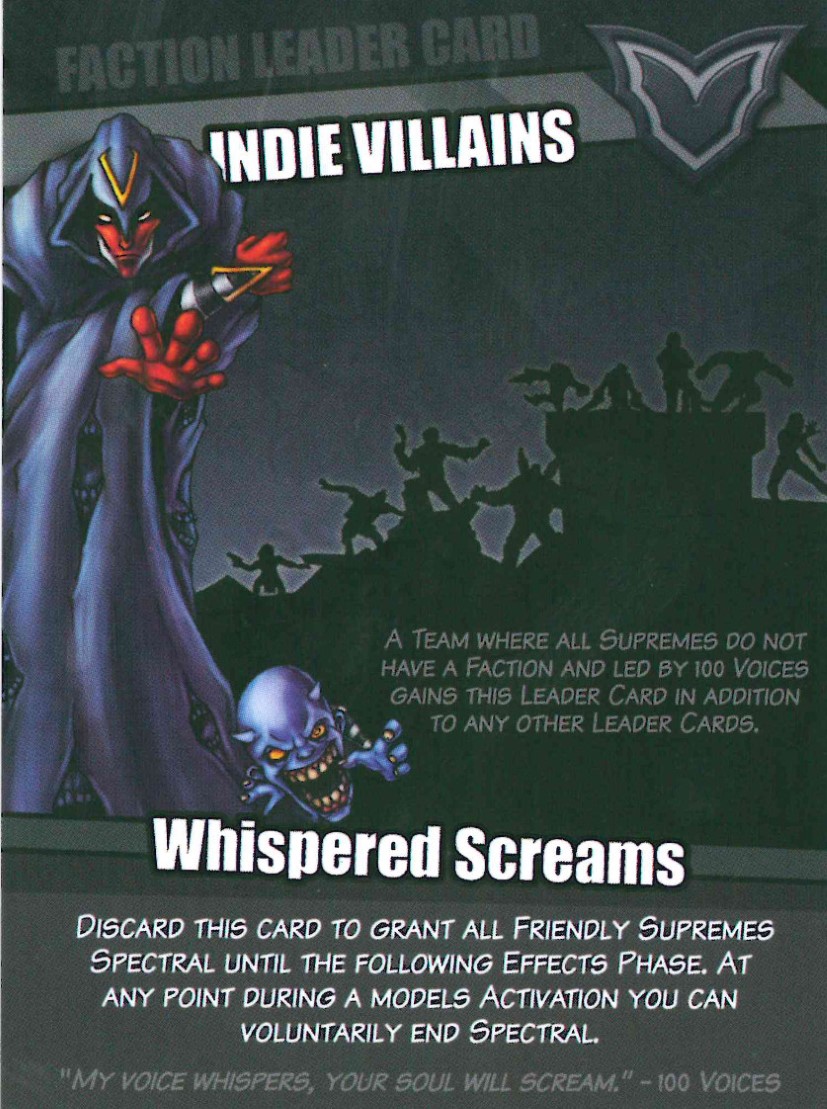 FACTION LEADER CARD
INDIE VILLAINS
A TEAM WHERE ALL SUPREMES DO NOT
HAVE A FACTION AND LED BY 100 VOICES
GAINS THIS LEADER CARD IN ADDITION
TO ANY OTHER LEADER CARDS.
Whispered Screams
DISCARD THIS CARD TO GRANT ALL FRIENDLY SUPREMES
SPECTRAL UNTIL THE FOLLOWING EFFECTS PHASE. AT
ANY POINT DURING A MODELS ACTIVATION YOU CAN
VOLUNTARILY END SPECTRAL.
"MY VOICE WHISPERS, YOUR SOUL WILL SCREAM." - 100 VOICES